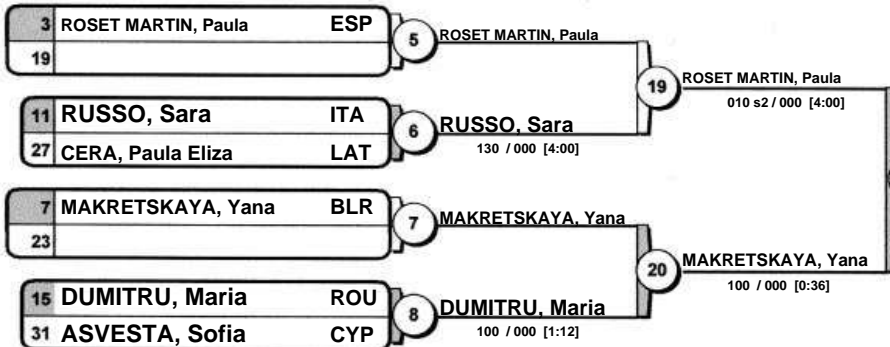 3 ROSET MARTIN, Paula ESP
19
5 ROSET MARTIN, Paula
11 RUSSO, Sara ITA
27 CERA, Paula Eliza LAT
6 RUSSO, Sara
130 / 000 [4:00]
19 ROSET MARTIN, Paula
010 s2 / 000 [4:00]
7 MAKRETSKAYA, Yana BLR
23
7 MAKRETSKAYA, Yana
15 DUMITRU, Maria ROU
31 ASVESTA, Sofia CYP
8 DUMITRU, Maria
100 / 000 [1:12]
20 MAKRETSKAYA, Yana
100 / 000 [0:36]